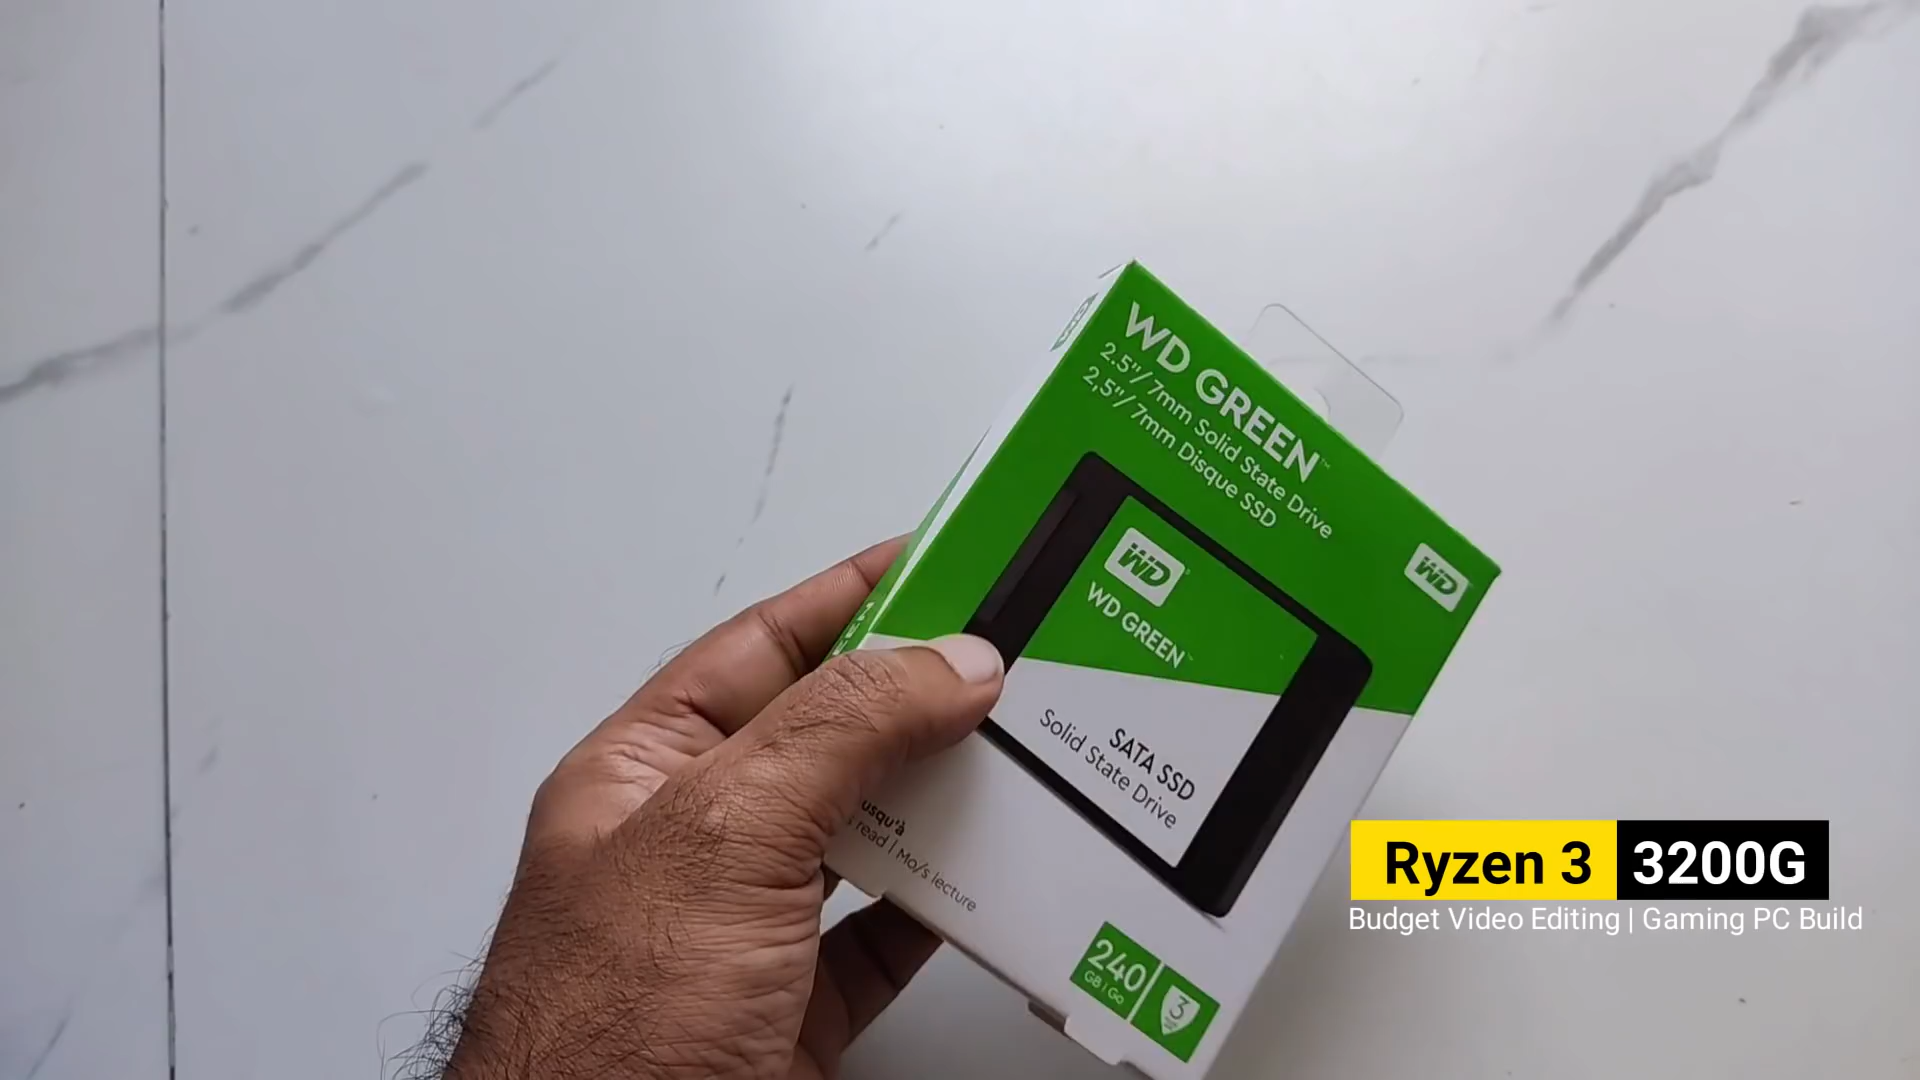 WD GREEN™
2.5"/7mm Solid State Drive
2,5"/7mm Disque SSD
WD
WD
WD GREEN™
SATA SSD
Solid State Drive
usqu'à
read | Mo/s lecture
240
GB | Go
3
Ryzen 3 3200G
Budget Video Editing | Gaming PC Build